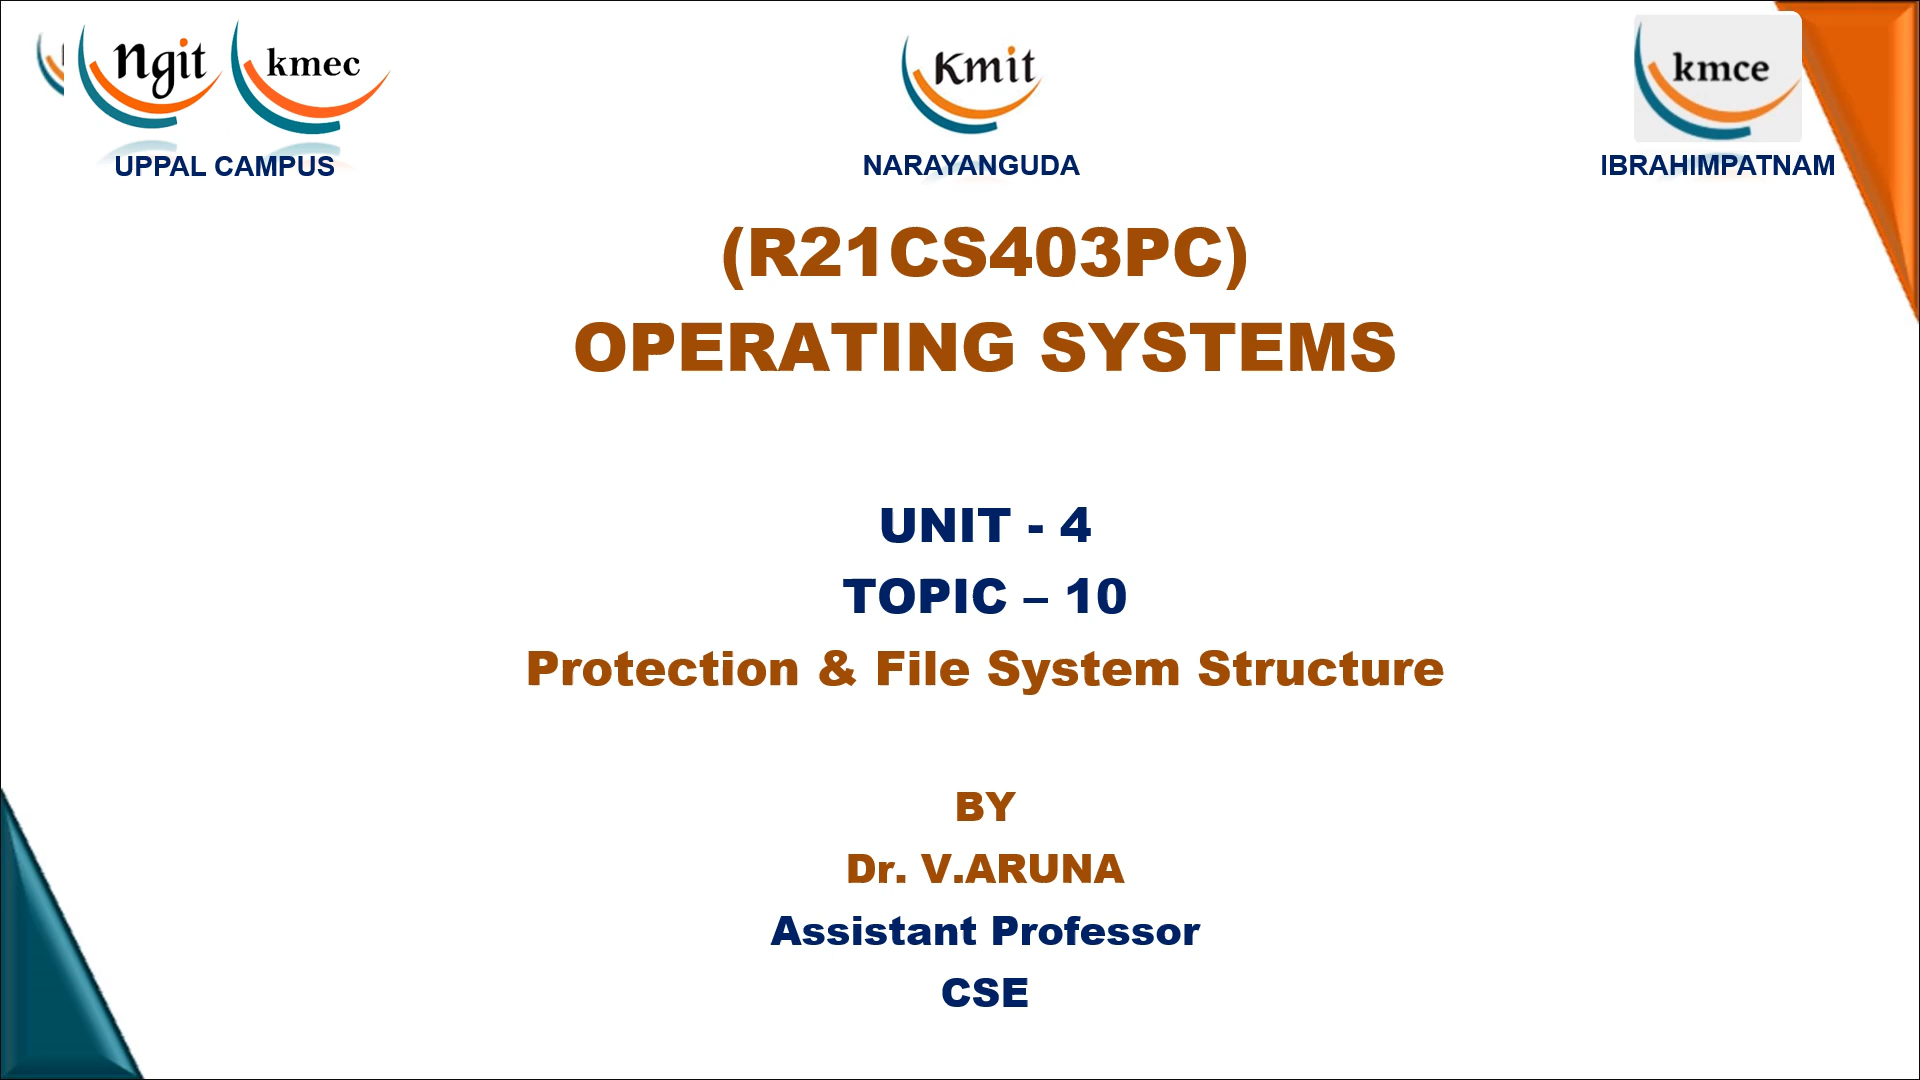 Ngit kmec Kmit kmce
UPPAL CAMPUS NARAYANGUDA IBRAHIMPATNAM
(R21CS403PC)
OPERATING SYSTEMS
UNIT - 4
TOPIC – 10
Protection & File System Structure
BY
Dr. V.ARUNA
Assistant Professor
CSE